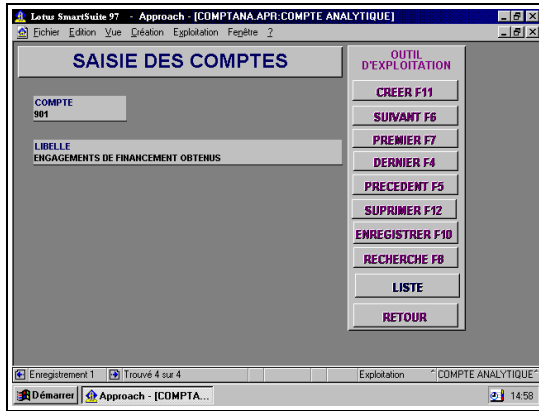 Lotus SmartSuite 97 - Approach - [COMPTANA.APR:COMPTE ANALYTIQUE]
Fichier Edition Vue Création Exploitation Fenêtre ?
SAISIE DES COMPTES
COMPTE
901
LIBELLE
ENGAGEMENTS DE FINANCEMENT OBTENUS
OUTIL
D'EXPLOITATION
CREER F11
SUIVANT F6
PREMIER F7
DERNIER F4
PRECEDENT F5
SUPRIMER F12
ENREGISTRER F10
RECHERCHE F8
LISTE
RETOUR
Enregistrement 1 Trouvé 4 sur 4 Exploitation COMPTE ANALYTIQUE
Démarrer Approach - [COMPTA... 14:58